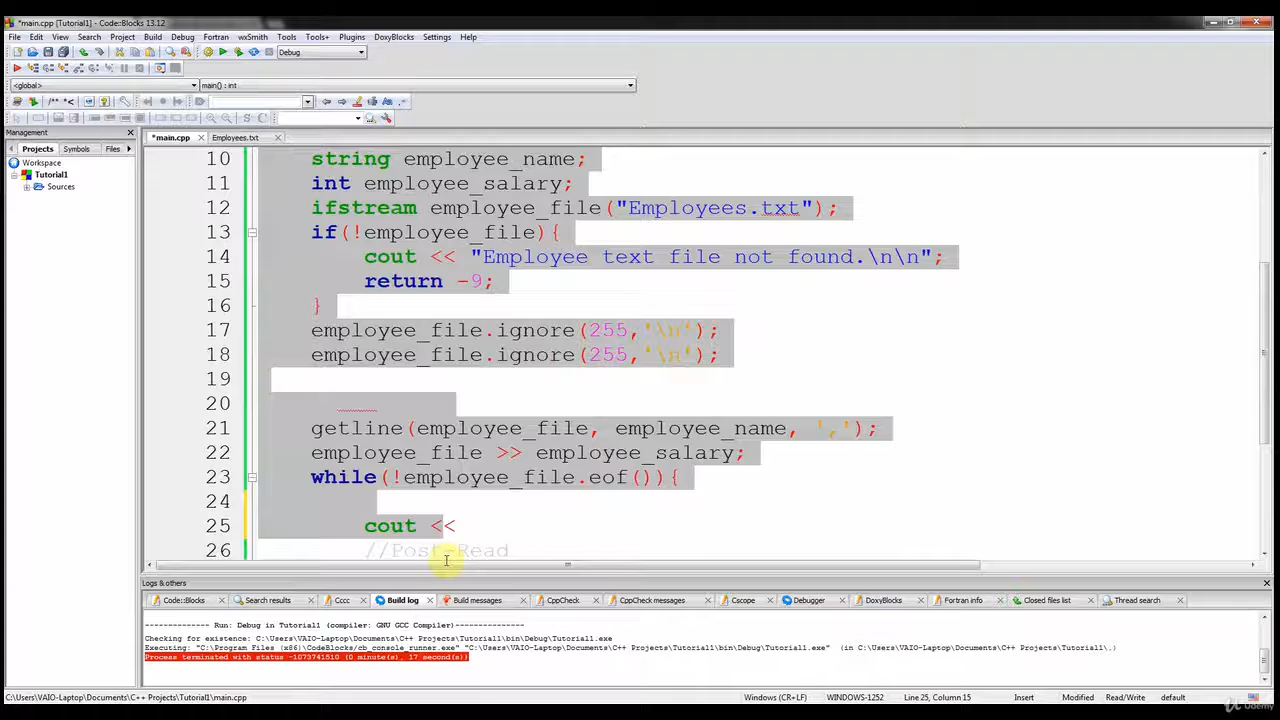 *main.cpp [Tutorial1] - Code::Blocks 13.12
File Edit View Search Project Build Debug Fortran wxSmith Tools Tools+ Plugins DoxyBlocks Settings Help
Debug
<global> main() : int
/** *<
Management
*main.cpp Employees.txt
Projects Symbols Files
Workspace
Tutorial1
Sources
10 string employee_name;
11 int employee_salary;
12 ifstream employee_file("Employees.txt");
13 if(!employee_file){
14 cout << "Employee text file not found.\n\n";
15 return -9;
16 }
17 employee_file.ignore(255,'\n');
18 employee_file.ignore(255,'\n');
19
20
21 getline(employee_file, employee_name, ',');
22 employee_file >> employee_salary;
23 while(!employee_file.eof()){
24
25 cout <<
26 //Post-Read
Logs & others
Code::Blocks Search results Cccc Build log Build messages CppCheck CppCheck messages Cscope Debugger DoxyBlocks Fortran info Closed files list Thread search
-------------- Run: Debug in Tutorial1 (compiler: GNU GCC Compiler)---------------
Checking for existence: C:\Users\VAIO-Laptop\Documents\C++ Projects\Tutorial1\bin\Debug\Tutorial1.exe
Executing: "C:\Program Files (x86)\CodeBlocks/cb_console_runner.exe" "C:\Users\VAIO-Laptop\Documents\C++ Projects\Tutorial1\bin\Debug\Tutorial1.exe" (in C:\Users\VAIO-Laptop\Documents\C++ Projects\Tutorial1\.)
Process terminated with status -1073741510 (0 minute(s), 17 second(s))
C:\Users\VAIO-Laptop\Documents\C++ Projects\Tutorial1\main.cpp Windows (CR+LF) WINDOWS-1252 Line 25, Column 15 Insert Modified Read/Write default
Udemy